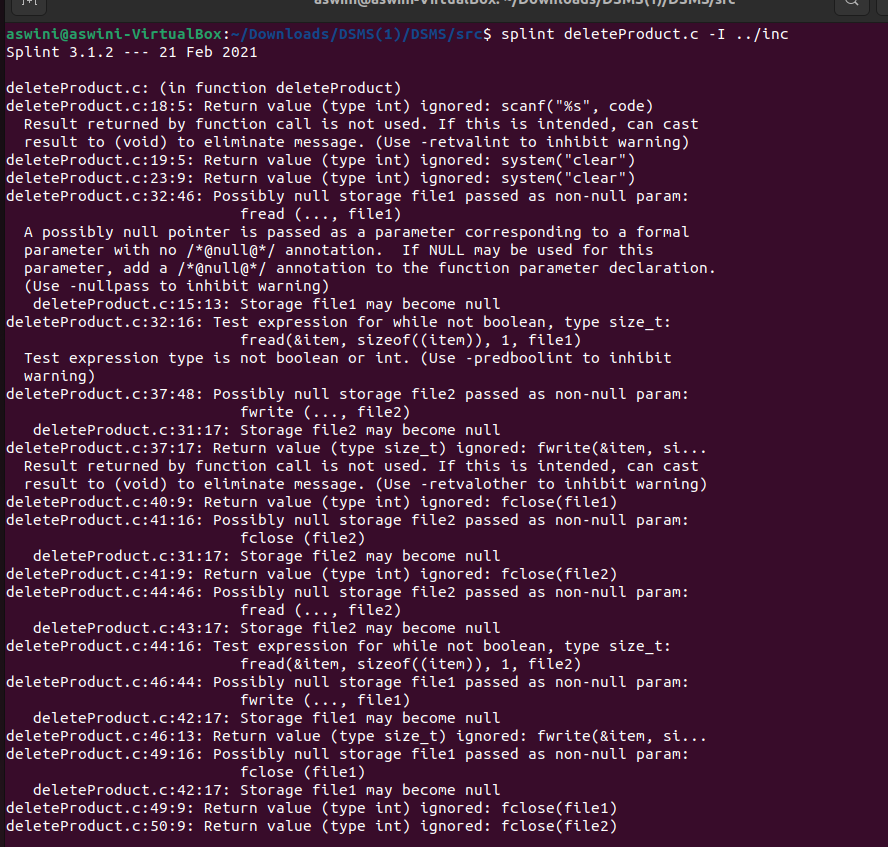 aswini@aswini-VirtualBox: ~/Downloads/DSMS(1)/DSMS/src
aswini@aswini-VirtualBox:~/Downloads/DSMS(1)/DSMS/src$ splint deleteProduct.c -I ../inc
Splint 3.1.2 --- 21 Feb 2021

deleteProduct.c: (in function deleteProduct)
deleteProduct.c:18:5: Return value (type int) ignored: scanf("%s", code)
  Result returned by function call is not used. If this is intended, can cast
  result to (void) to eliminate message. (Use -retvalint to inhibit warning)
deleteProduct.c:19:5: Return value (type int) ignored: system("clear")
deleteProduct.c:23:9: Return value (type int) ignored: system("clear")
deleteProduct.c:32:46: Possibly null storage file1 passed as non-null param:
                          fread (..., file1)
  A possibly null pointer is passed as a parameter corresponding to a formal
  parameter with no /*@null@*/ annotation.  If NULL may be used for this
  parameter, add a /*@null@*/ annotation to the function parameter declaration.
  (Use -nullpass to inhibit warning)
   deleteProduct.c:15:13: Storage file1 may become null
deleteProduct.c:32:16: Test expression for while not boolean, type size_t:
                          fread(&item, sizeof((item)), 1, file1)
  Test expression type is not boolean or int. (Use -predboolint to inhibit
  warning)
deleteProduct.c:37:48: Possibly null storage file2 passed as non-null param:
                          fwrite (..., file2)
   deleteProduct.c:31:17: Storage file2 may become null
deleteProduct.c:37:17: Return value (type size_t) ignored: fwrite(&item, si...
  Result returned by function call is not used. If this is intended, can cast
  result to (void) to eliminate message. (Use -retvalother to inhibit warning)
deleteProduct.c:40:9: Return value (type int) ignored: fclose(file1)
deleteProduct.c:41:16: Possibly null storage file2 passed as non-null param:
                          fclose (file2)
   deleteProduct.c:31:17: Storage file2 may become null
deleteProduct.c:41:9: Return value (type int) ignored: fclose(file2)
deleteProduct.c:44:46: Possibly null storage file2 passed as non-null param:
                          fread (..., file2)
   deleteProduct.c:43:17: Storage file2 may become null
deleteProduct.c:44:16: Test expression for while not boolean, type size_t:
                          fread(&item, sizeof((item)), 1, file2)
deleteProduct.c:46:44: Possibly null storage file1 passed as non-null param:
                          fwrite (..., file1)
   deleteProduct.c:42:17: Storage file1 may become null
deleteProduct.c:46:13: Return value (type size_t) ignored: fwrite(&item, si...
deleteProduct.c:49:16: Possibly null storage file1 passed as non-null param:
                          fclose (file1)
   deleteProduct.c:42:17: Storage file1 may become null
deleteProduct.c:49:9: Return value (type int) ignored: fclose(file1)
deleteProduct.c:50:9: Return value (type int) ignored: fclose(file2)